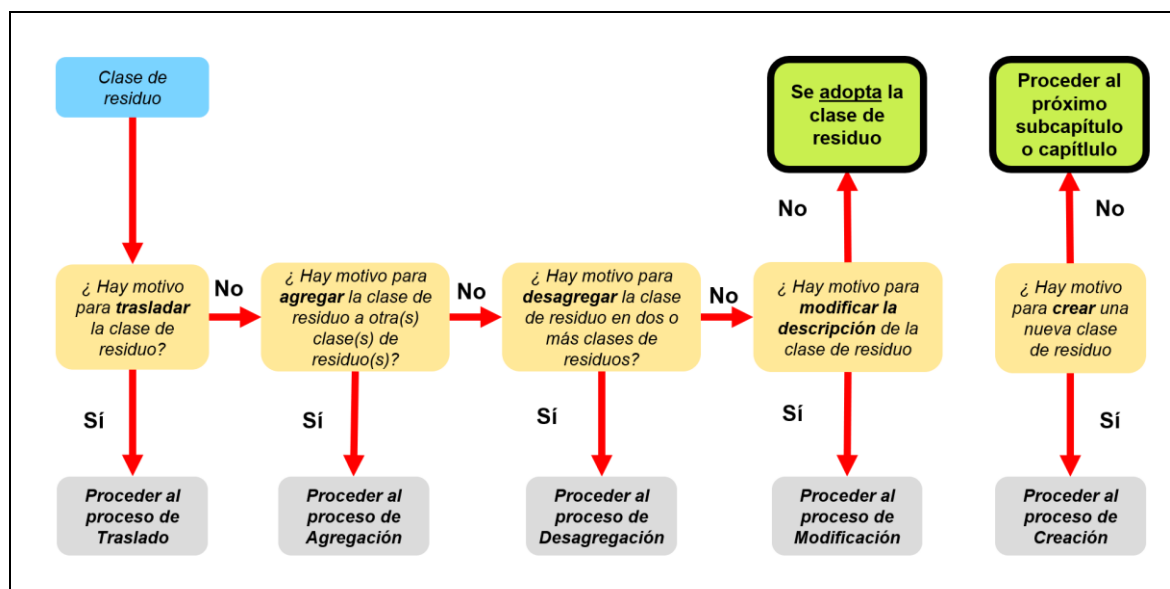 Clase de
residuo
Se adopta la
clase de
residuo
Proceder al
próximo
subcapítulo
o capítlulo
No
No
¿ Hay motivo
para trasladar
la clase de
residuo?
No
¿ Hay motivo para
agregar la clase de
residuo a otra(s)
clase(s) de
residuo(s)?
No
¿ Hay motivo para
desagregar la clase
de residuo en dos o
más clases de
residuos?
No
¿ Hay motivo para
modificar la
descripción de la
clase de residuo
¿ Hay motivo
para crear una
nueva clase
de residuo
Sí
Sí
Sí
Sí
Sí
Proceder al
proceso de
Traslado
Proceder al
proceso de
Agregación
Proceder al
proceso de
Desagregación
Proceder al
proceso de
Modificación
Proceder al
proceso de
Creación